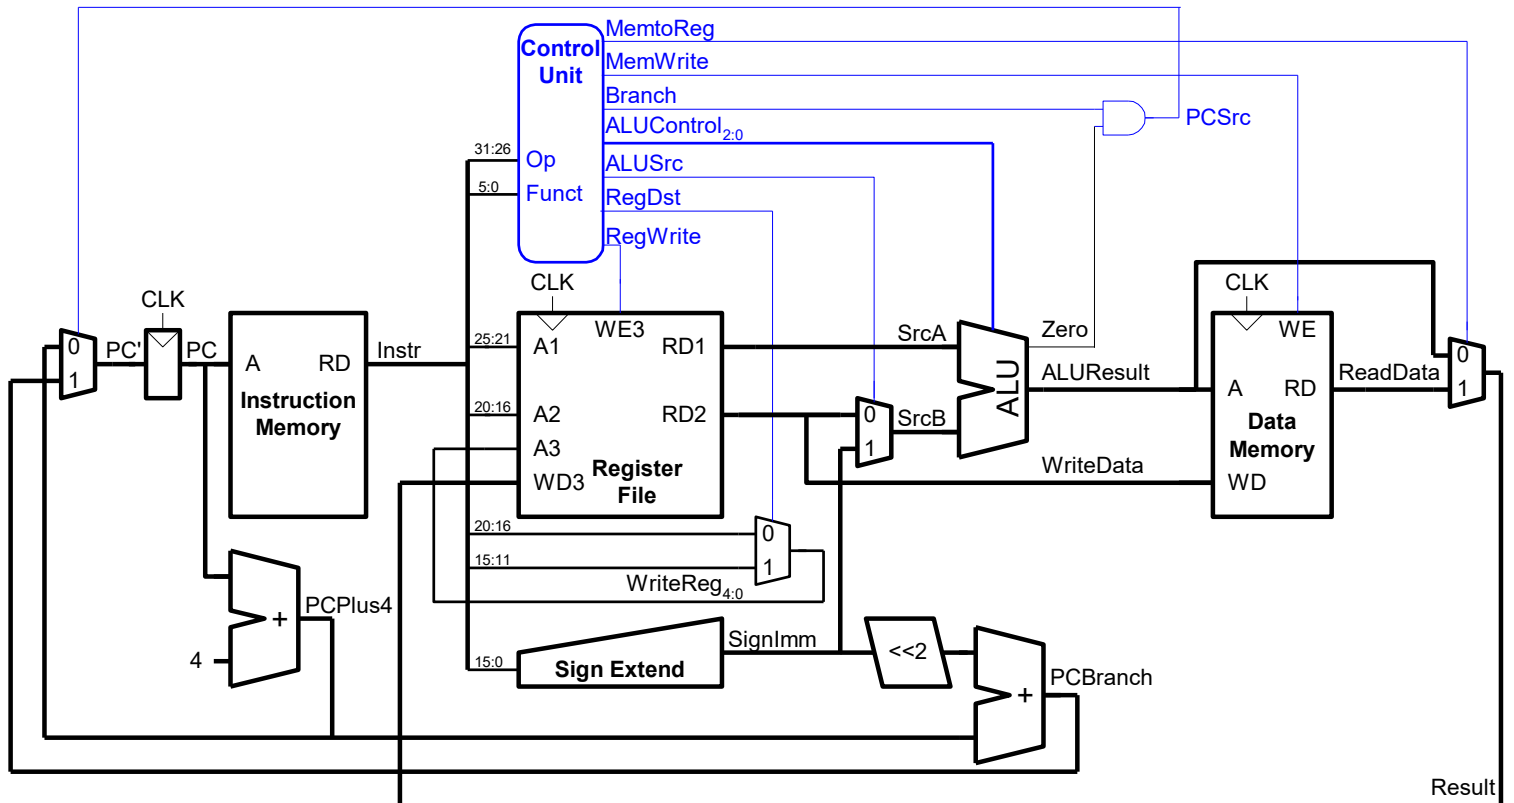 MemtoReg
Control
Unit
MemWrite
Branch
ALUControl2:0
PCSrc
31:26
Op
ALUSrc
5:0
Funct
RegDst
RegWrite
CLK
CLK
CLK
WE3
WE
25:21
A1
RD1
SrcA
Zero
0
1
PC'
PC
A
RD
Instr
Instruction
Memory
20:16
A2
RD2
0
1
SrcB
ALU
ALUResult
A
RD
ReadData
0
1
Data
Memory
A3
WD3
Register
File
WriteData
WD
20:16
0
15:11
1
WriteReg4:0
PCPlus4
+
4
SignImm
15:0
Sign Extend
<<2
+
PCBranch
Result